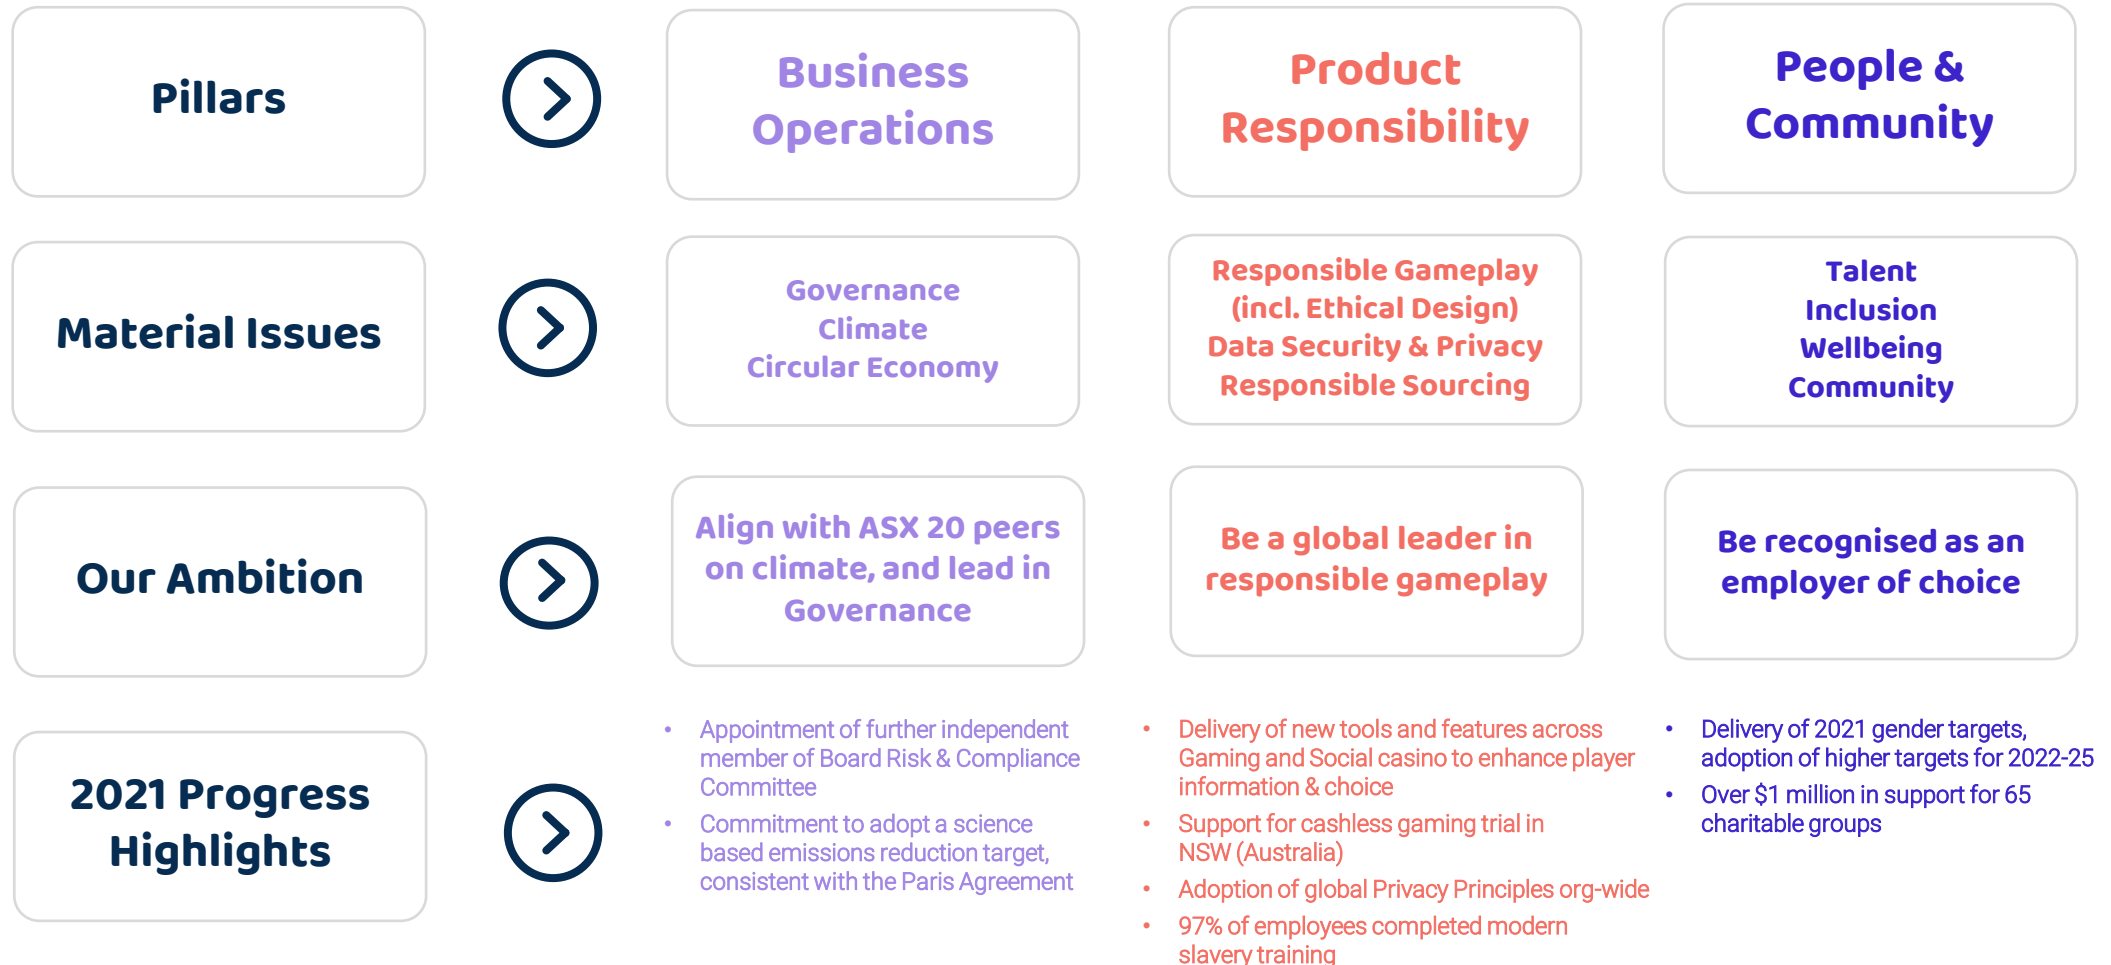 Pillars
Business
Operations
Product
Responsibility
People &
Community
Material Issues
Governance
Climate
Circular Economy
Responsible Gameplay
(incl. Ethical Design)
Data Security & Privacy
Responsible Sourcing
Talent
Inclusion
Wellbeing
Community
Our Ambition
Align with ASX 20 peers
on climate, and lead in
Governance
Be a global leader in
responsible gameplay
Be recognised as an
employer of choice
2021 Progress
Highlights
• Appointment of further independent
member of Board Risk & Compliance
Committee
• Commitment to adopt a science
based emissions reduction target,
consistent with the Paris Agreement
• Delivery of new tools and features across
Gaming and Social casino to enhance player
information & choice
• Support for cashless gaming trial in
NSW (Australia)
• Adoption of global Privacy Principles org-wide
• 97% of employees completed modern
slavery training
• Delivery of 2021 gender targets,
adoption of higher targets for 2022-25
• Over $1 million in support for 65
charitable groups